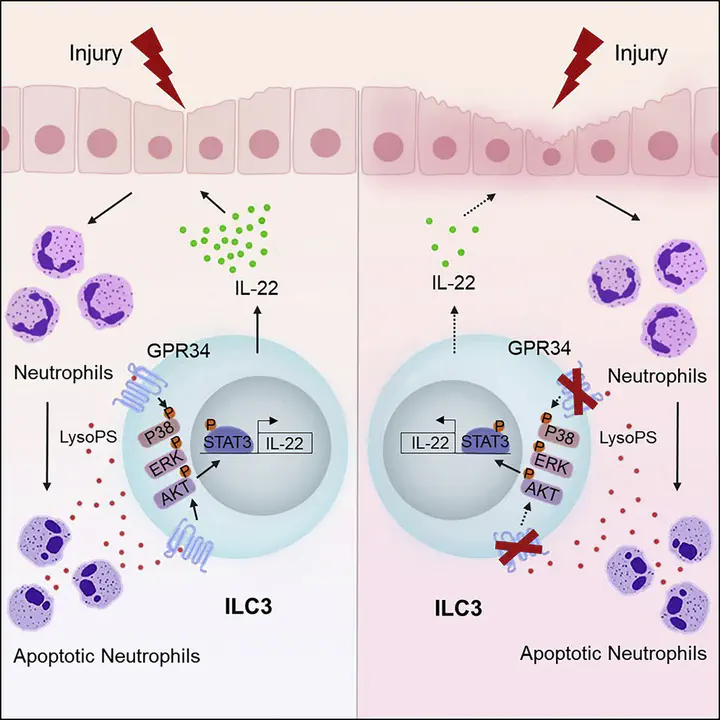 Injury
IL-22
GPR34
Neutrophils
LysoPS
P
P38
P
ERK
P
AKT
P
STAT3
IL-22
ILC3
Apoptotic Neutrophils
Injury
IL-22
GPR34
Neutrophils
LysoPS
P
P38
P
ERK
P
AKT
P
STAT3
IL-22
ILC3
Apoptotic Neutrophils